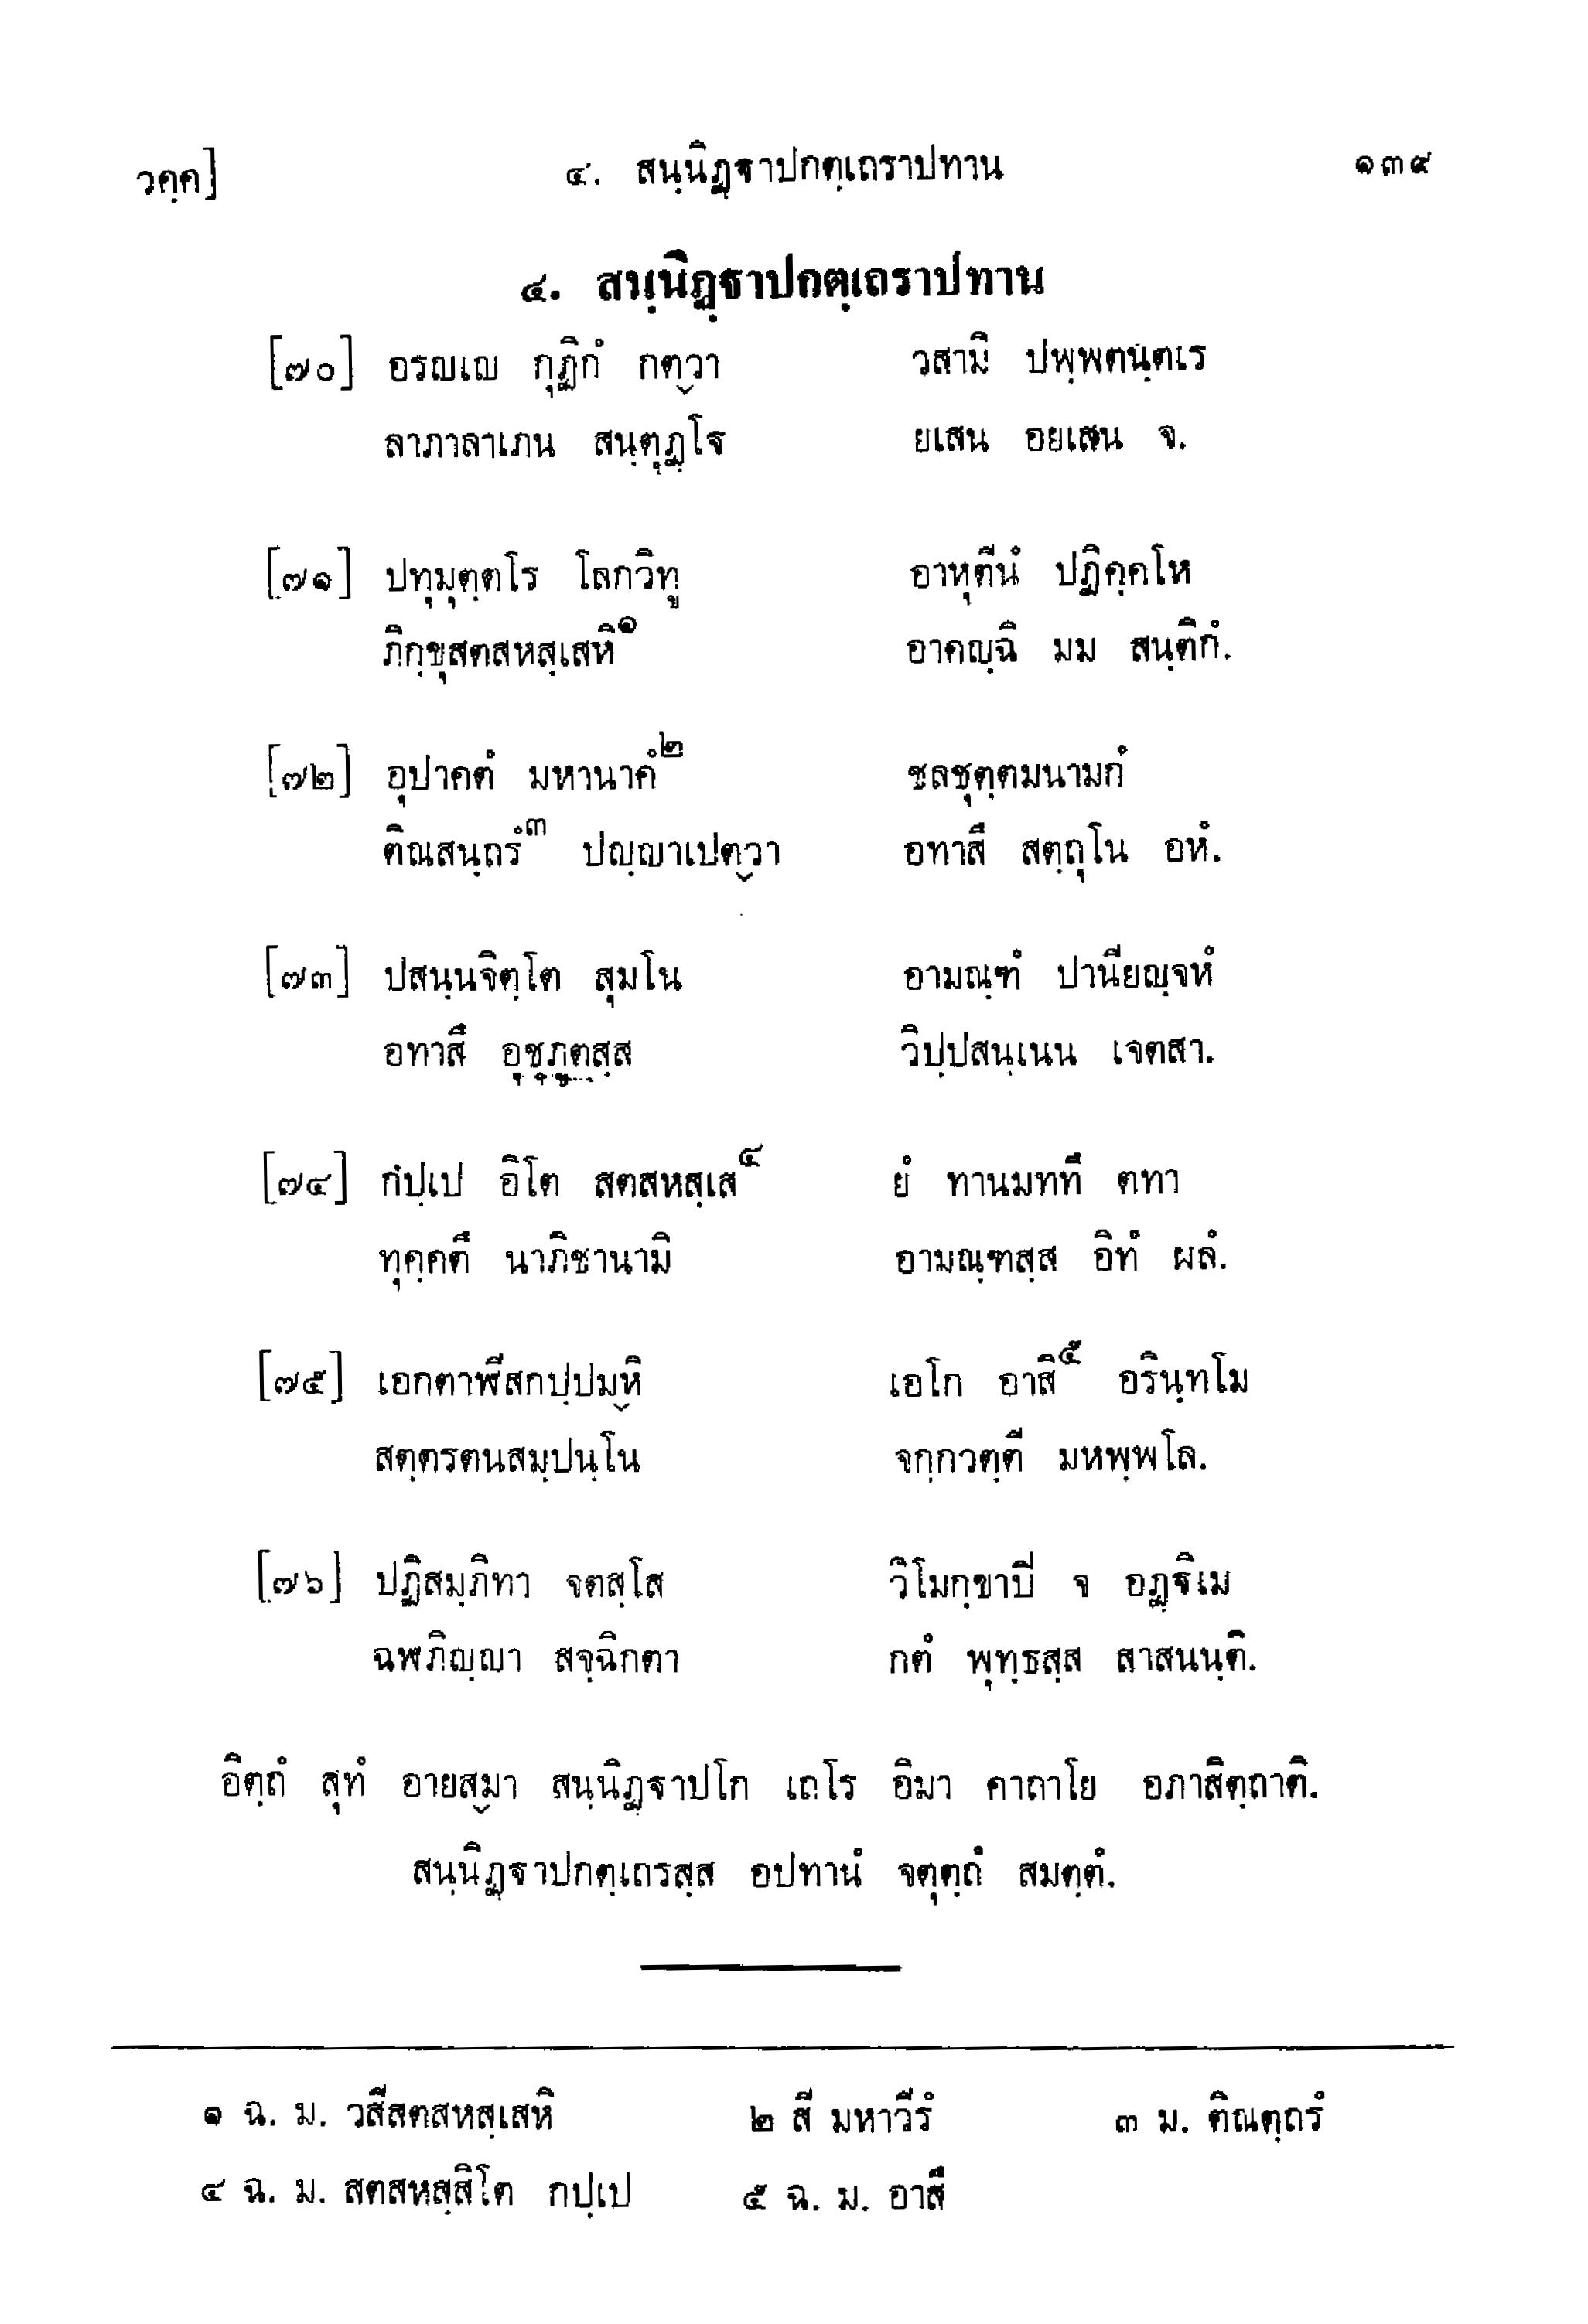 วคฺค] ๔. สนฺนิฏฺฐาปกตฺเถราปทาน ๑๓๙
๔. สนฺนิฏฺฐาปกตฺเถราปทาน
[๗๐] อรญเญ กุฏิกํ กตฺวา วสามิ ปพฺพตนฺตเร
ลาภาลาเภน สนฺตุฏฺโฐ ยเสน อยเสน จ.
[๗๑] ปทุมุตฺตโร โลกวิทู อาหุตีนํ ปฏิคฺคโห
ภิกฺขุสตสหสฺเสหิ๑ อาคญฺฉิ มม สนฺติกํ.
[๗๒] อุปาคตํ มหานาคํ๒ ชลชุตฺตมนามกํ
ติณสนฺถรํ๓ ปญฺญาเปตฺวา อทาสึ สตฺถุโน อหํ.
[๗๓] ปสนฺนจิตฺโต สุมโน อามณฺฑํ ปานียญฺจหํ
อทาสึ อุชุภูตสฺส วิปฺปสนฺเนน เจตสา.
[๗๔] กปฺเป อิโต สตสหสฺเส๔ ยํ ทานมททึ ตทา
ทุคฺคตึ นาภิชานามิ อามณฺฑสฺส อิทํ ผลํ.
[๗๕] เอกตาฬีสกปฺปมฺหิ เอโก อาสิ๕ อรินฺทโม
สตฺตรตนสมฺปนฺโน จกฺกวตฺตี มหพฺพโล.
[๗๖] ปฏิสมฺภิทา จตสฺโส วิโมกฺขาปิ จ อฏฺฐิเม
ฉฬภิญฺญา สจฺฉิกตา กตํ พุทฺธสฺส สาสนนฺติ.
อิตฺถํ สุทํ อายสฺมา สนฺนิฏฺฐาปโก เถโร อิมา คาถาโย อภาสิตฺถาติ.
สนฺนิฏฺฐาปกตฺเถรสฺส อปทานํ จตุตฺถํ สมตฺตํ.
๑ ฉ. ม. วสีสตสหสฺเสหิ ๒ สี มหาวีรํ ๓ ม. ติณตฺถรํ
๔ ฉ. ม. สตสหสฺสิโต กปฺเป ๕ ฉ. ม. อาสึ